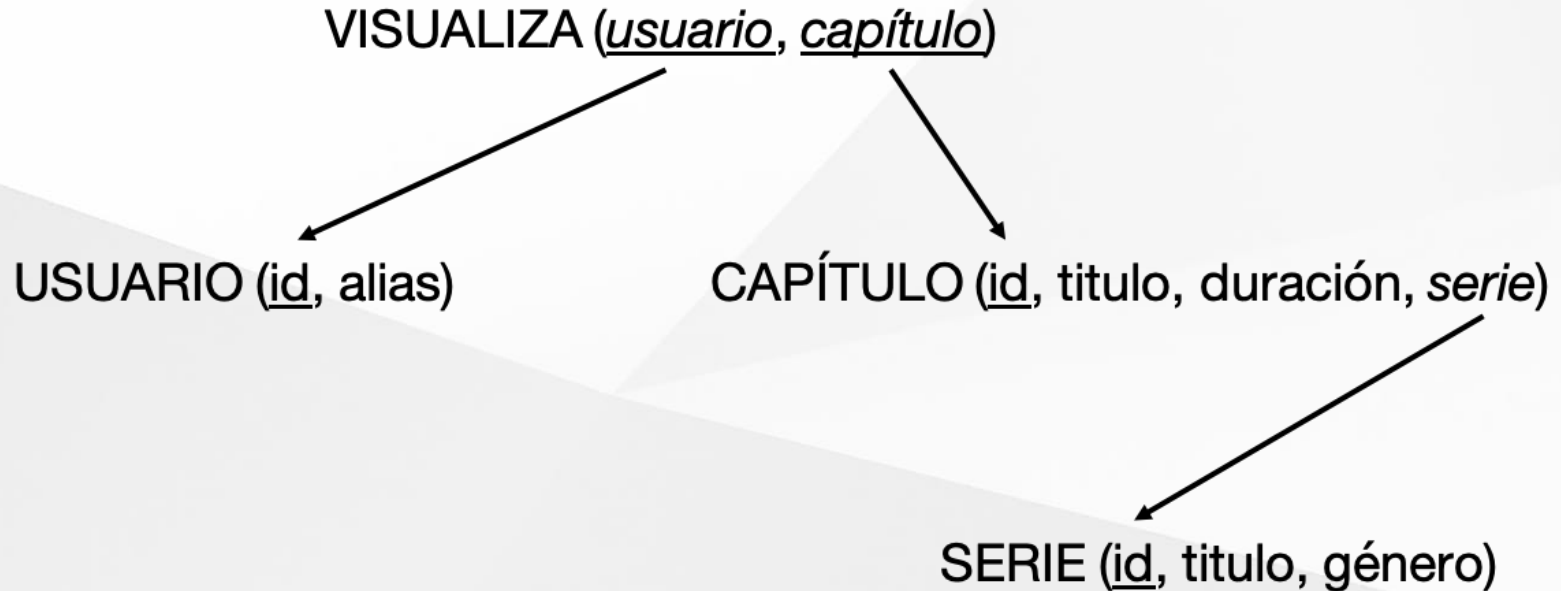 VISUALIZA (usuario, capítulo)
USUARIO (id, alias)
CAPÍTULO (id, titulo, duración, serie)
SERIE (id, titulo, género)